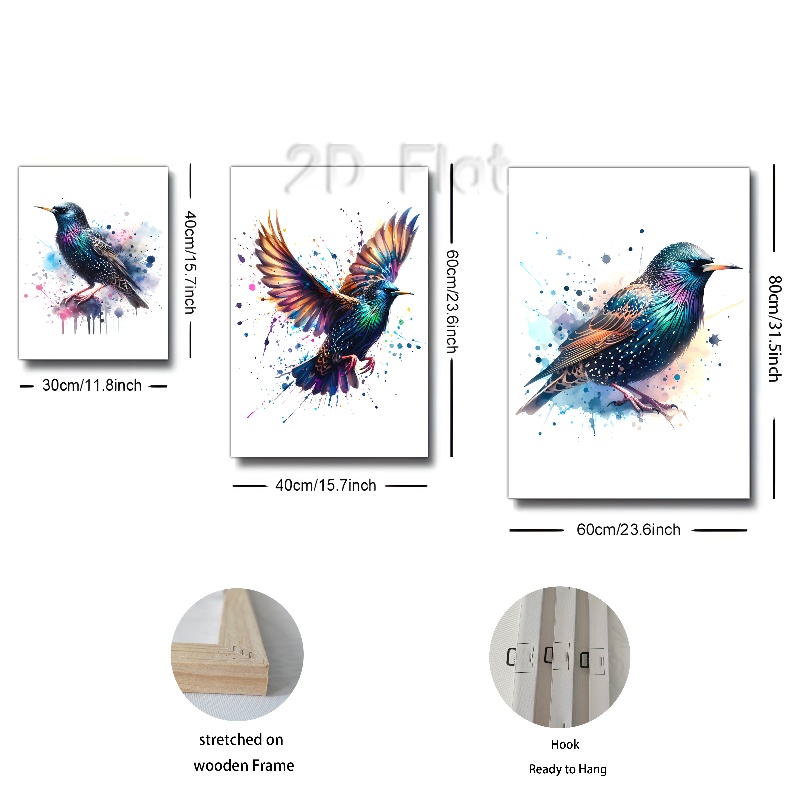 2D Flat
40cm/15.7inch
30cm/11.8inch
60cm/23.6inch
40cm/15.7inch
80cm/31.5inch
60cm/23.6inch
stretched on
wooden Frame
Hook
Ready to Hang